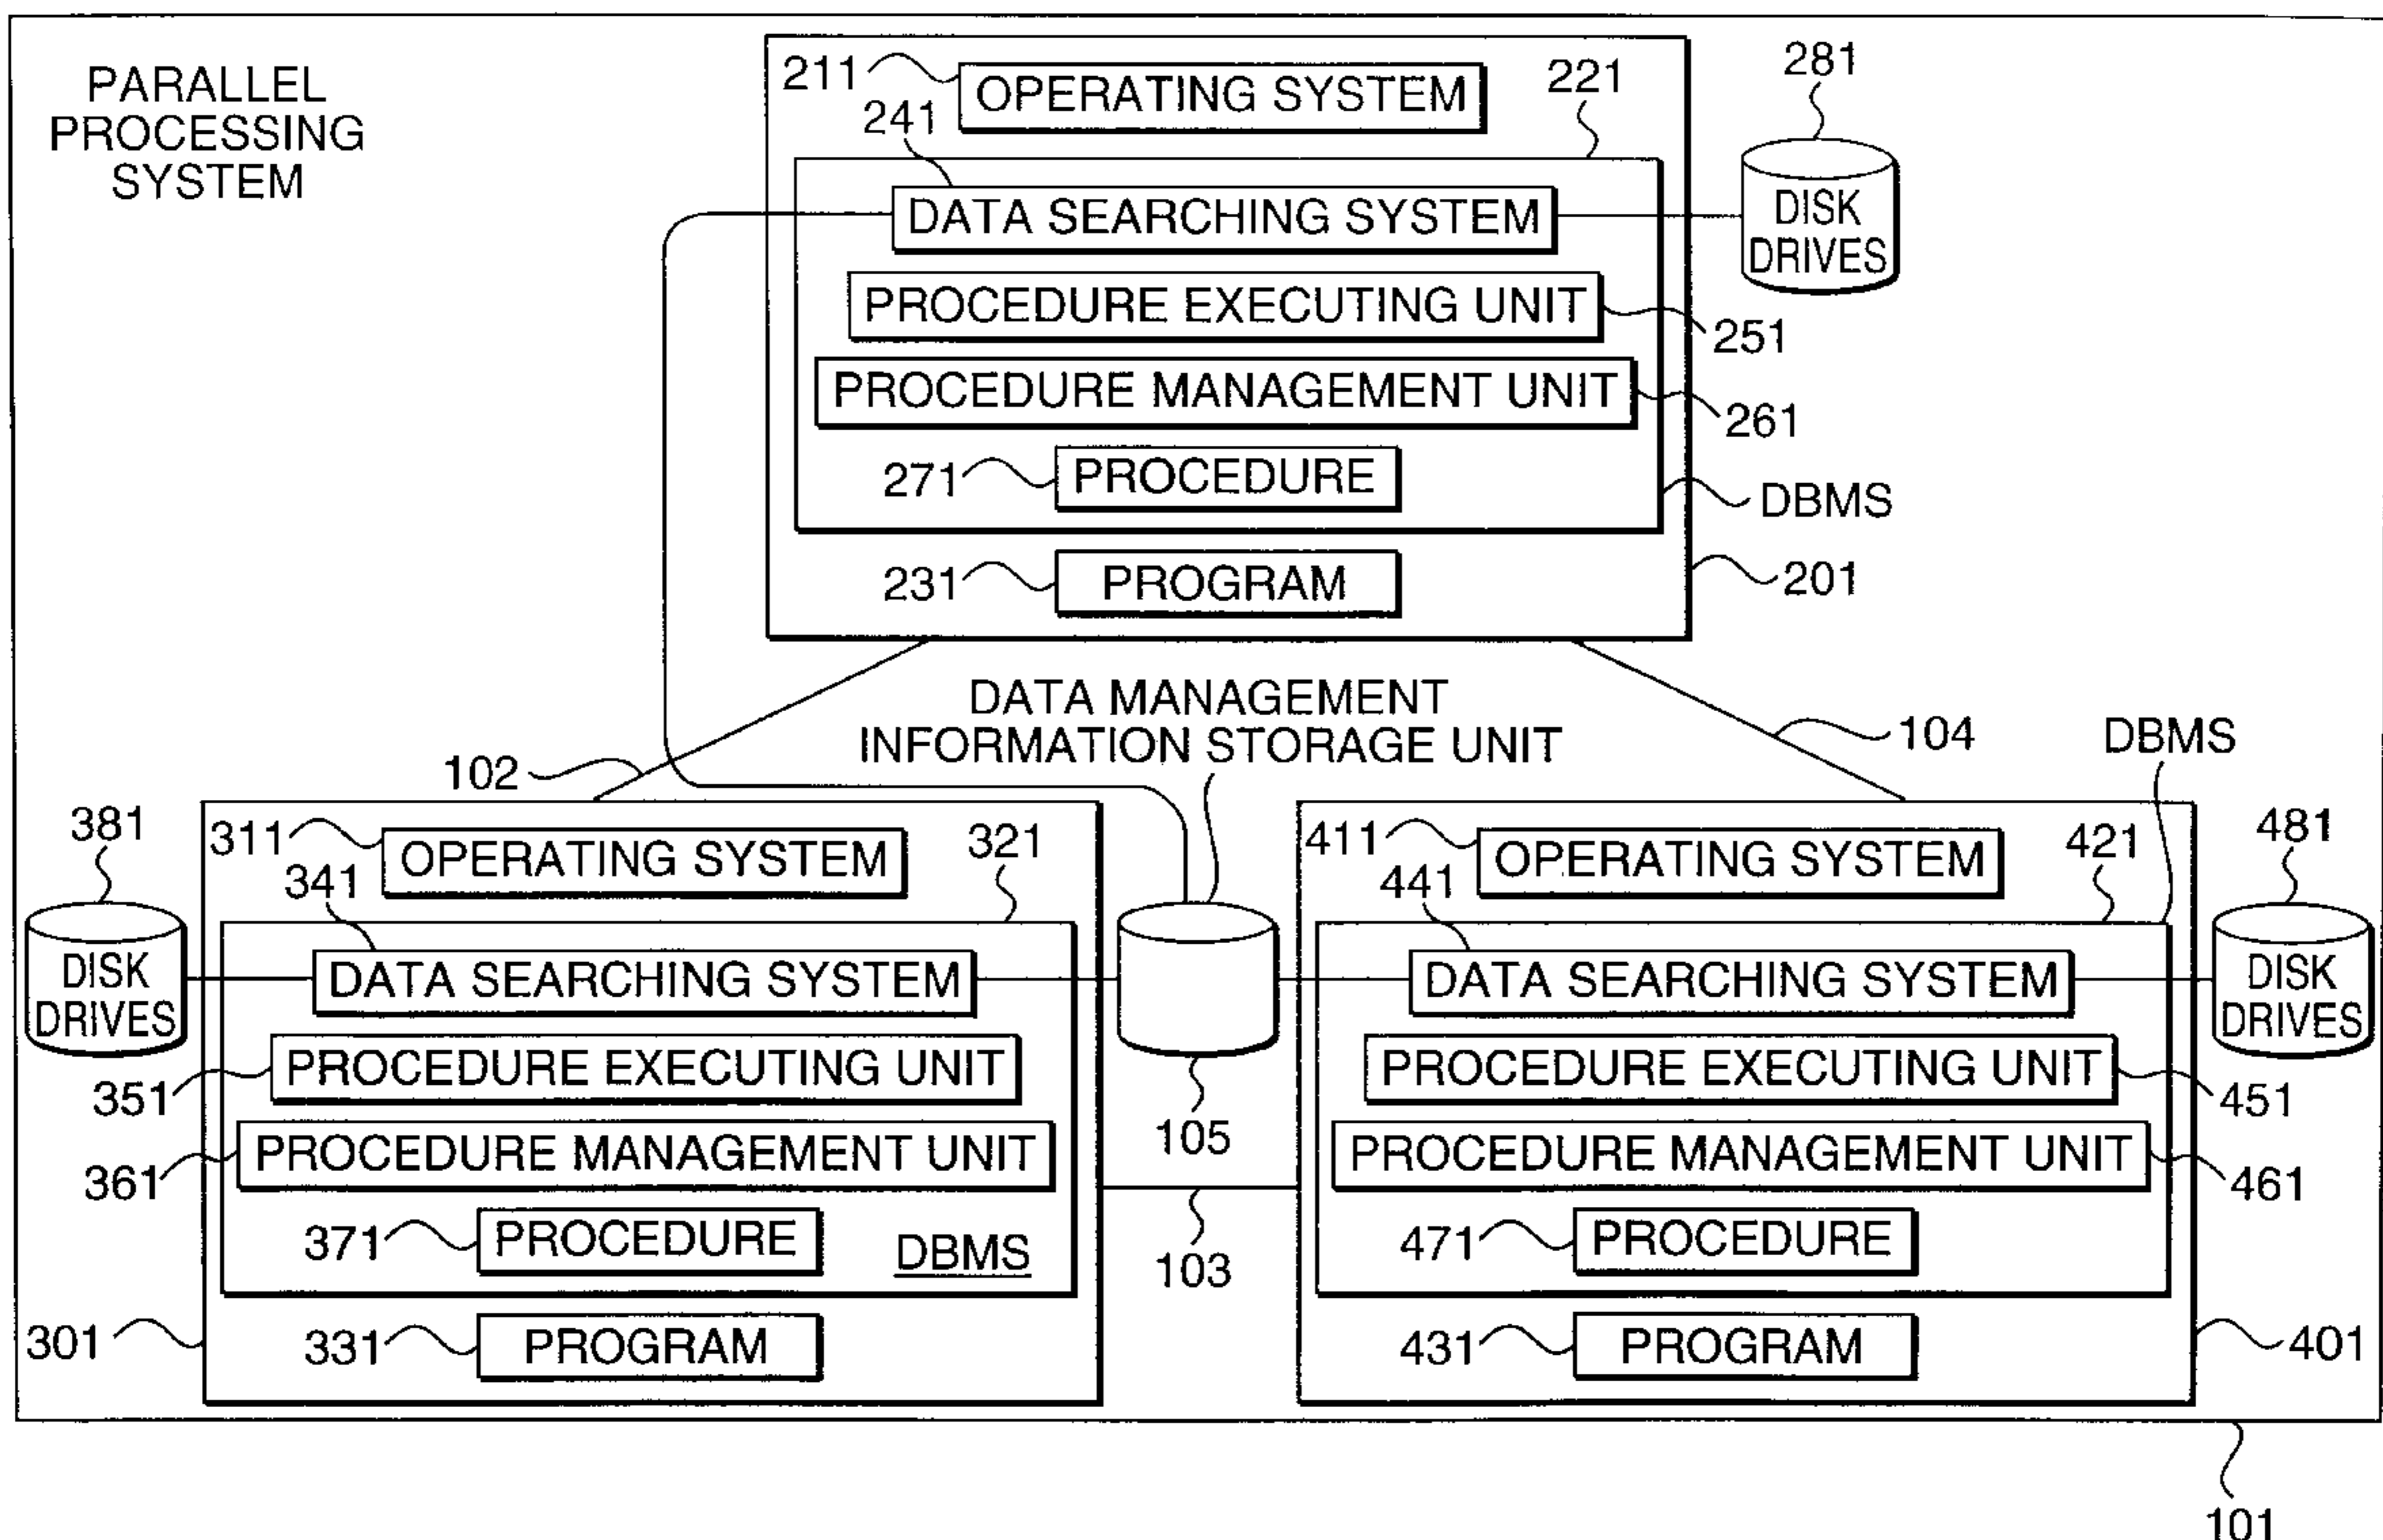 PARALLEL
PROCESSING
SYSTEM
211
OPERATING SYSTEM
221
281
241
DATA SEARCHING SYSTEM
DISK
DRIVES
PROCEDURE EXECUTING UNIT
251
PROCEDURE MANAGEMENT UNIT
261
271
PROCEDURE
DBMS
231
PROGRAM
201
DATA MANAGEMENT
INFORMATION STORAGE UNIT
102
104
DBMS
381
311
OPERATING SYSTEM
321
341
DISK
DRIVES
DATA SEARCHING SYSTEM
351
PROCEDURE EXECUTING UNIT
361
PROCEDURE MANAGEMENT UNIT
371
PROCEDURE
DBMS
301
331
PROGRAM
105
103
411
OPERATING SYSTEM
421
481
441
DATA SEARCHING SYSTEM
DISK
DRIVES
PROCEDURE EXECUTING UNIT
451
PROCEDURE MANAGEMENT UNIT
461
471
PROCEDURE
431
PROGRAM
401
101